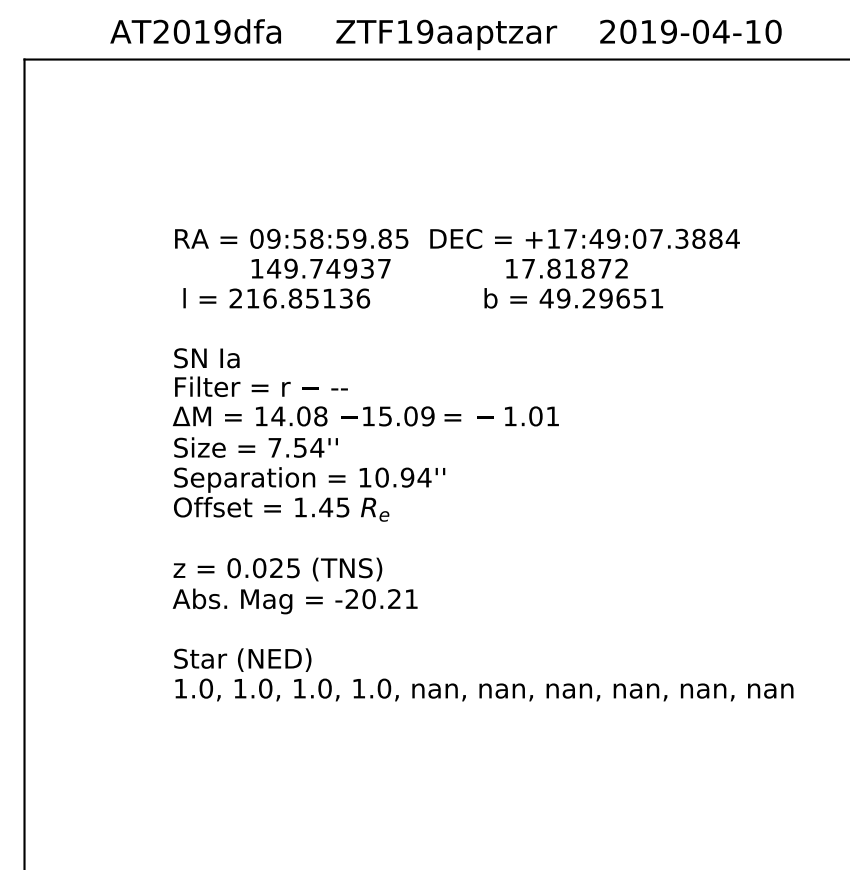 AT2019dfa ZTF19aaptzar 2019-04-10
RA = 09:58:59.85 DEC = +17:49:07.3884
149.74937 17.81872
l = 216.85136 b = 49.29651
SN Ia
Filter = r − --
ΔM = 14.08 −15.09 = − 1.01
Size = 7.54''
Separation = 10.94''
Offset = 1.45 Rₑ
z = 0.025 (TNS)
Abs. Mag = -20.21
Star (NED)
1.0, 1.0, 1.0, 1.0, nan, nan, nan, nan, nan, nan